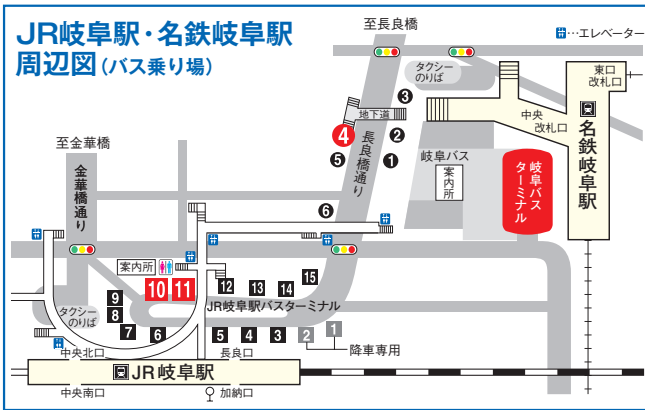 JR岐阜駅・名鉄岐阜駅
周辺図(バス乗り場)
至長良橋
…エレベーター
タクシー
のりば
東口
改札口
3
地下道
中央
改札口
4
2
名鉄岐阜駅
至金華橋
5
長良橋通り
1
岐阜バス
案内所
岐阜バス
ターミナル
金華橋通り
6
案内所
15
9
10
11
12
13
14
8
JR岐阜駅バスターミナル
タクシー
のりば
7
6
5
4
3
2
1
降車専用
中央北口
長良口
JR岐阜駅
中央南口
加納口